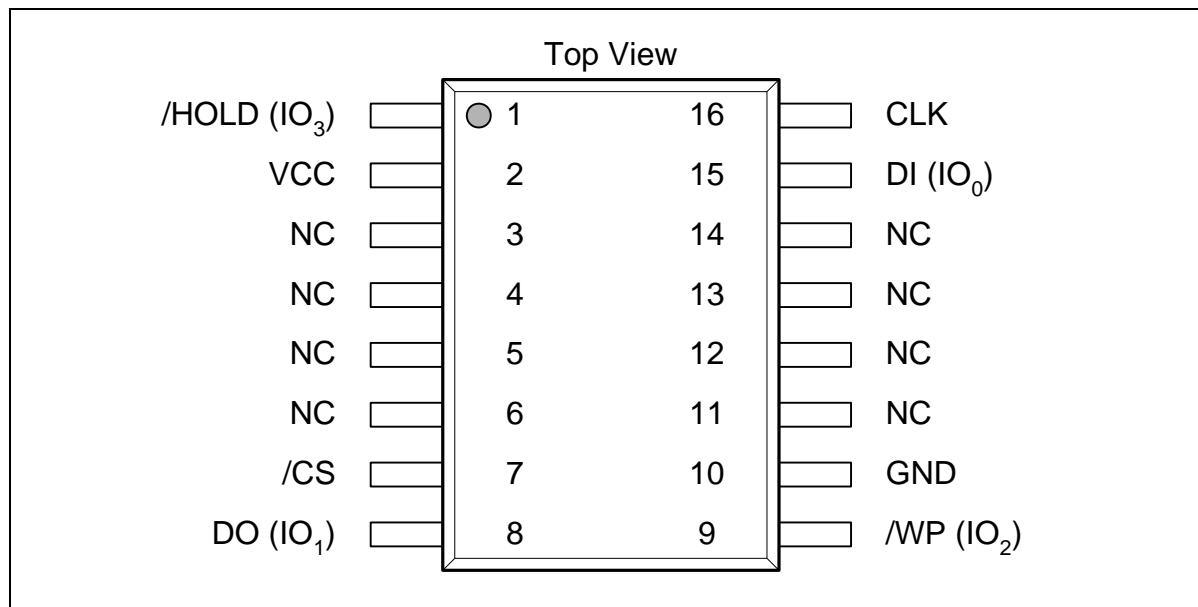 Top View
/HOLD (IO₃) 1 16 CLK
VCC 2 15 DI (IO₀)
NC 3 14 NC
NC 4 13 NC
NC 5 12 NC
NC 6 11 NC
/CS 7 10 GND
DO (IO₁) 8 9 /WP (IO₂)